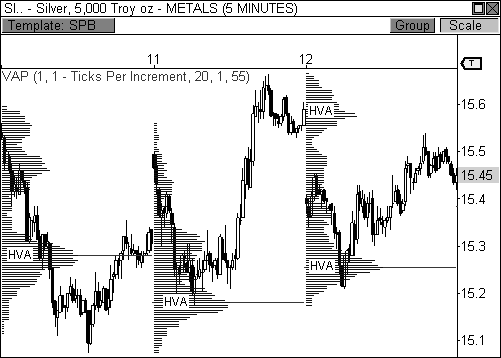 SI.. - Silver, 5,000 Troy oz - METALS (5 MINUTES)
Template: SPB
Group
Scale
11
12
T
VAP (1, 1 - Ticks Per Increment, 20, 1, 55)
HVA
15.6
15.5
15.45
15.4
HVA
HVA
15.3
HVA
15.2
15.1